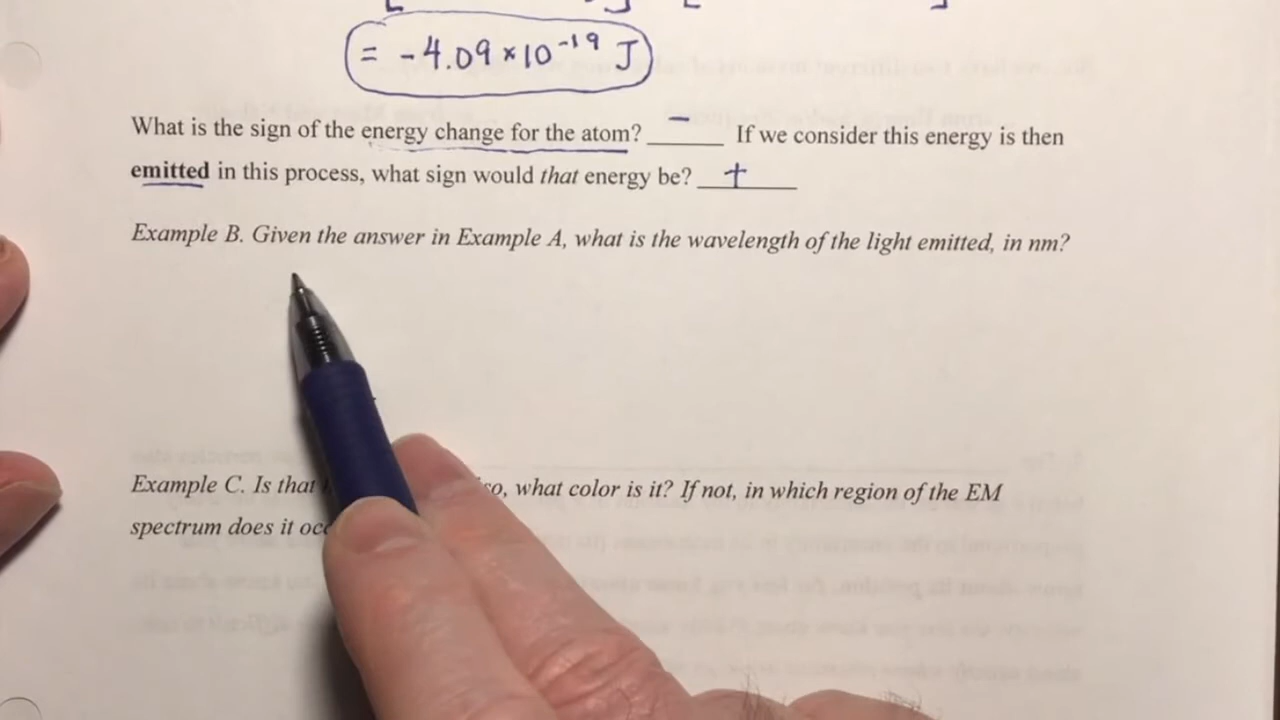 = -4.09×10⁻¹⁹ J
What is the sign of the energy change for the atom? ______ – If we consider this energy is then
emitted in this process, what sign would that energy be? ___+___
Example B. Given the answer in Example A, what is the wavelength of the light emitted, in nm?
Example C. Is that so, what color is it? If not, in which region of the EM
spectrum does it